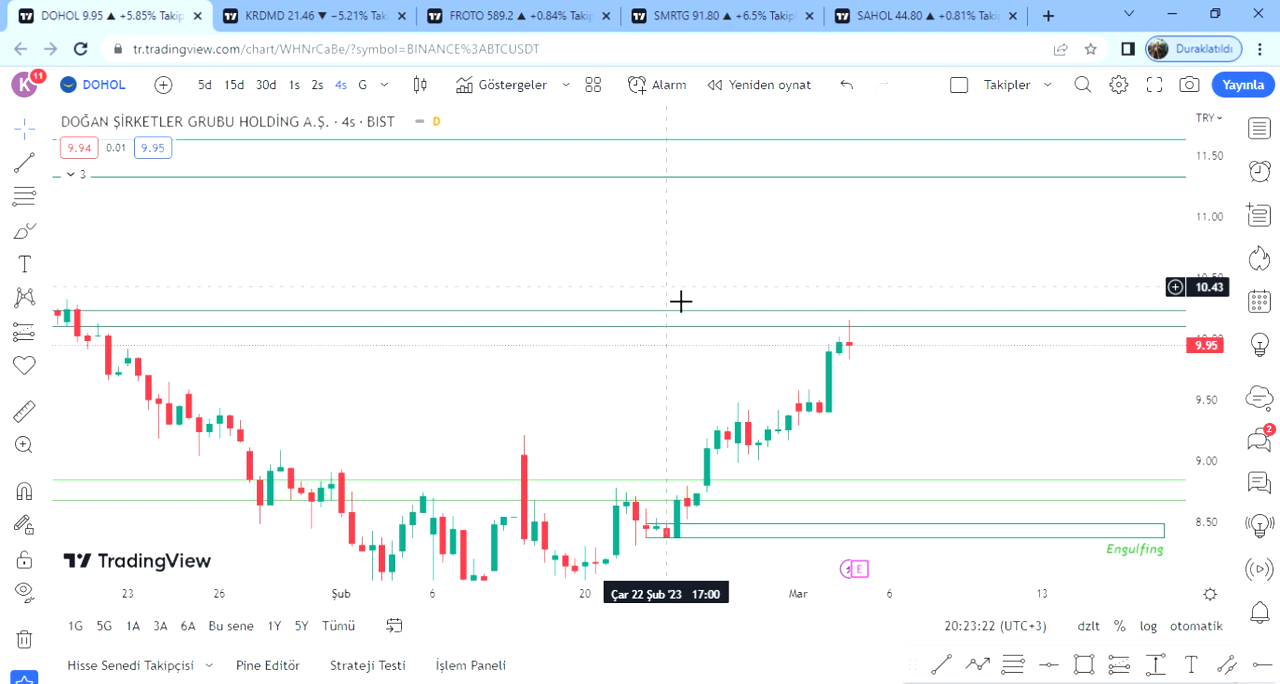 DOHOL 9.95 ▲ +5.85% Takip
KRDMD 21.46 ▼ −5.21% Taki
FROTO 589.2 ▲ +0.84% Takip
SMRTG 91.80 ▲ +6.5% Takipl
SAHOL 44.80 ▲ +0.81% Takip
tr.tradingview.com/chart/WHNrCaBe/?symbol=BINANCE%3ABTCUSDT
Duraklatıldı
K 11
DOHOL
5d 15d 30d 1s 2s 4s G
Göstergeler
Alarm
Yeniden oynat
Takipler
Yayınla
DOĞAN ŞİRKETLER GRUBU HOLDİNG A.Ş. · 4s · BIST
D
TRY
9.94 0.01 9.95
3
11.50
11.00
10.43
9.95
9.50
9.00
8.50
Engulfing
TradingView
E
2
23 26 Şub 6 20 Çar 22 Şub '23 17:00 Mar 6 13
1G 5G 1A 3A 6A Bu sene 1Y 5Y Tümü
20:23:22 (UTC+3) dzlt % log otomatik
Hisse Senedi Takipçisi Pine Editör Strateji Testi İşlem Paneli